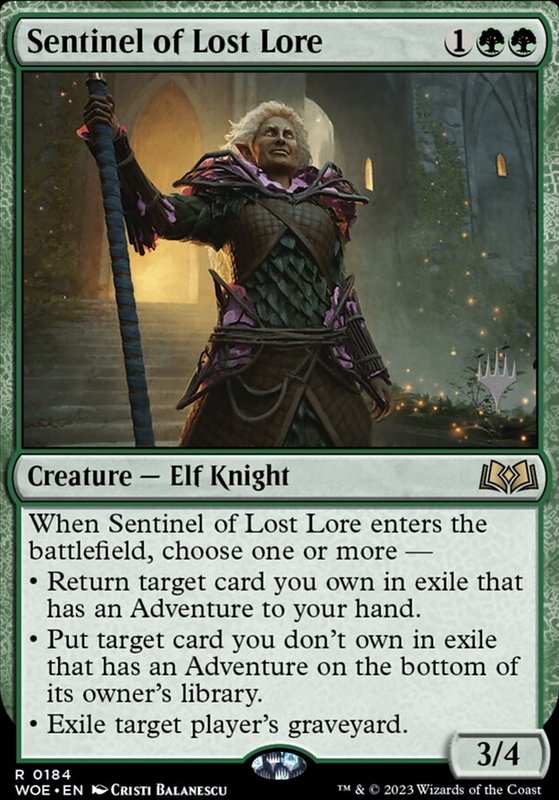 Sentinel of Lost Lore 1
Creature — Elf Knight
When Sentinel of Lost Lore enters the
battlefield, choose one or more —
• Return target card you own in exile that
has an Adventure to your hand.
• Put target card you don't own in exile
that has an Adventure on the bottom of
its owner's library.
• Exile target player's graveyard.
3/4
R 0184
WOE • EN Cristi Balanescu
™ & © 2023 Wizards of the Coast